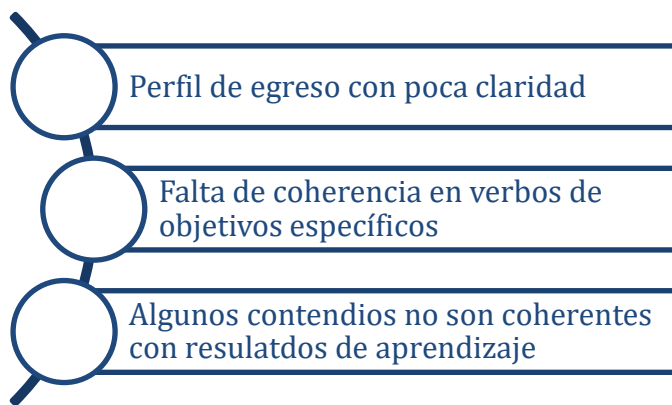 Perfil de egreso con poca claridad
Falta de coherencia en verbos de
objetivos específicos
Algunos contendios no son coherentes
con resulatdos de aprendizaje